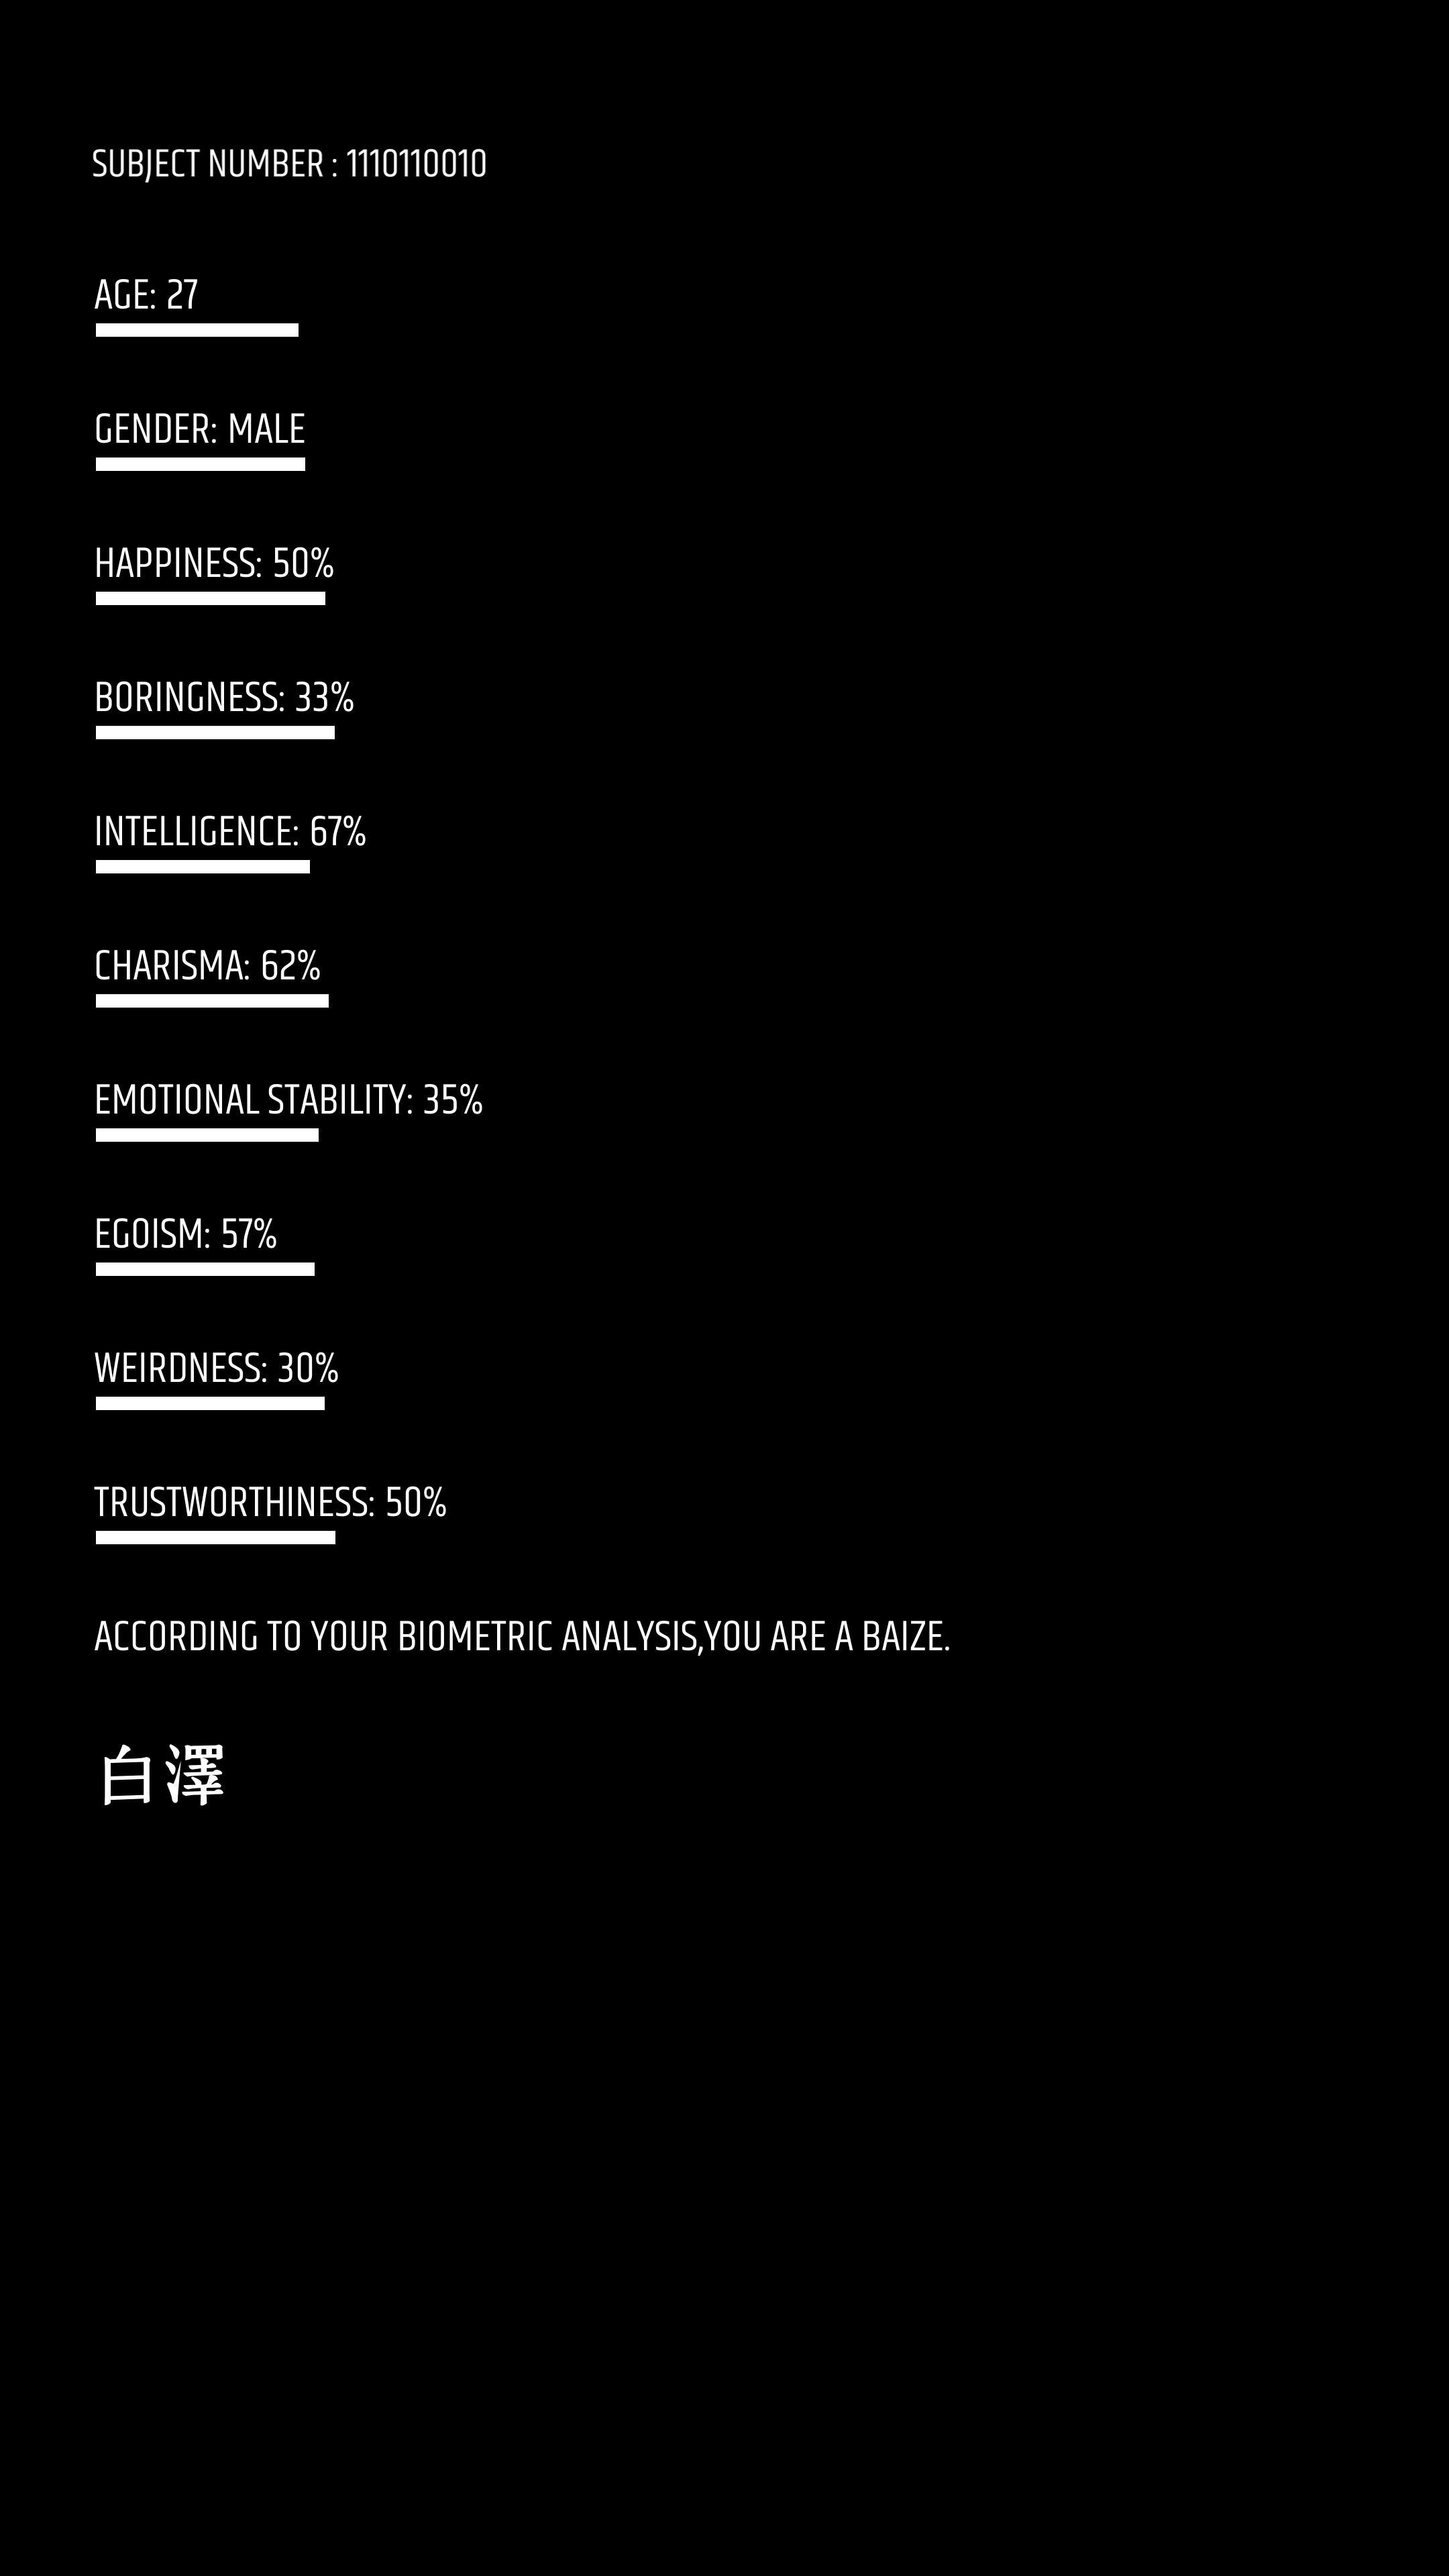 SUBJECT NUMBER : 1110110010
AGE: 27
GENDER: MALE
HAPPINESS: 50%
BORINGNESS: 33%
INTELLIGENCE: 67%
CHARISMA: 62%
EMOTIONAL STABILITY: 35%
EGOISM: 57%
WEIRDNESS: 30%
TRUSTWORTHINESS: 50%
ACCORDING TO YOUR BIOMETRIC ANALYSIS,YOU ARE A BAIZE.
白澤